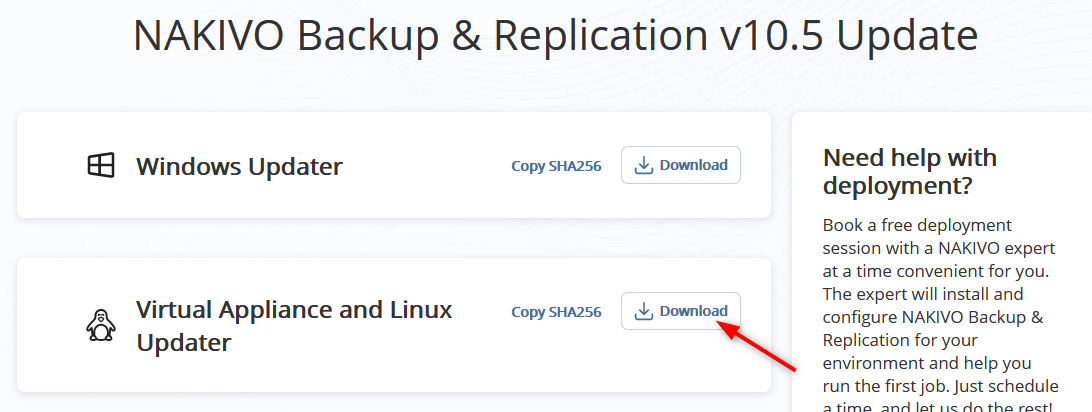 NAKIVO Backup & Replication v10.5 Update
Windows Updater
Copy SHA256
Download
Virtual Appliance and Linux
Updater
Copy SHA256
Download
Need help with
deployment?
Book a free deployment
session with a NAKIVO expert
at a time convenient for you.
The expert will install and
configure NAKIVO Backup &
Replication for your
environment and help you
run the first job. Just schedule
a time, and let us do the rest!